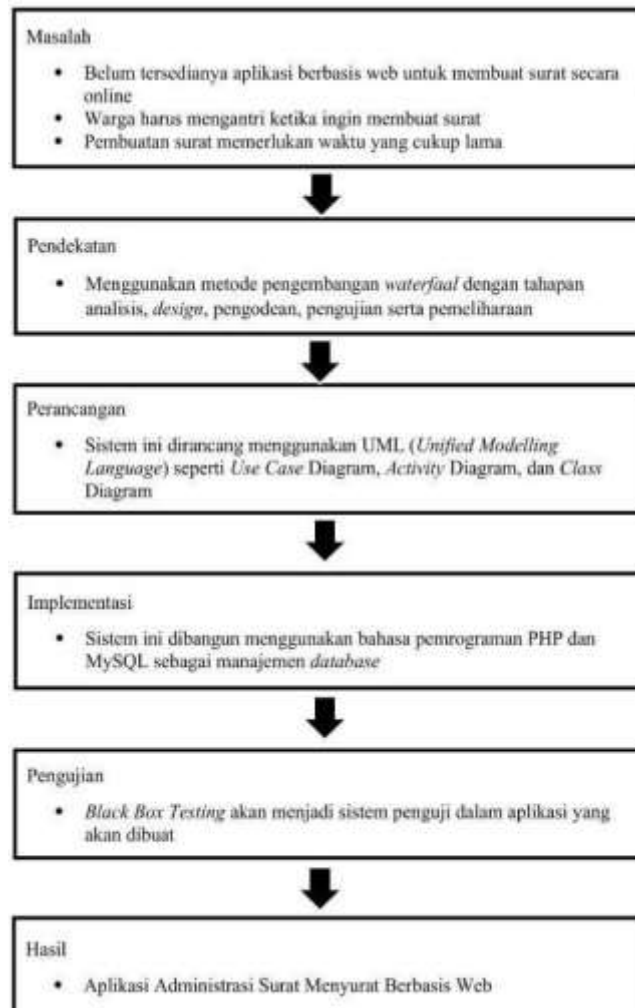 Masalah
• Belum tersedianya aplikasi berbasis web untuk membuat surat secara
online
• Warga harus mengantri ketika ingin membuat surat
• Pembuatan surat memerlukan waktu yang cukup lama
Pendekatan
• Menggunakan metode pengembangan waterfaal dengan tahapan
analisis, design, pengodean, pengujian serta pemeliharaan
Perancangan
• Sistem ini dirancang menggunakan UML (Unified Modelling
Language) seperti Use Case Diagram, Activity Diagram, dan Class
Diagram
Implementasi
• Sistem ini dibangun menggunakan bahasa pemrograman PHP dan
MySQL sebagai manajemen database
Pengujian
• Black Box Testing akan menjadi sistem penguji dalam aplikasi yang
akan dibuat
Hasil
• Aplikasi Administrasi Surat Menyurat Berbasis Web